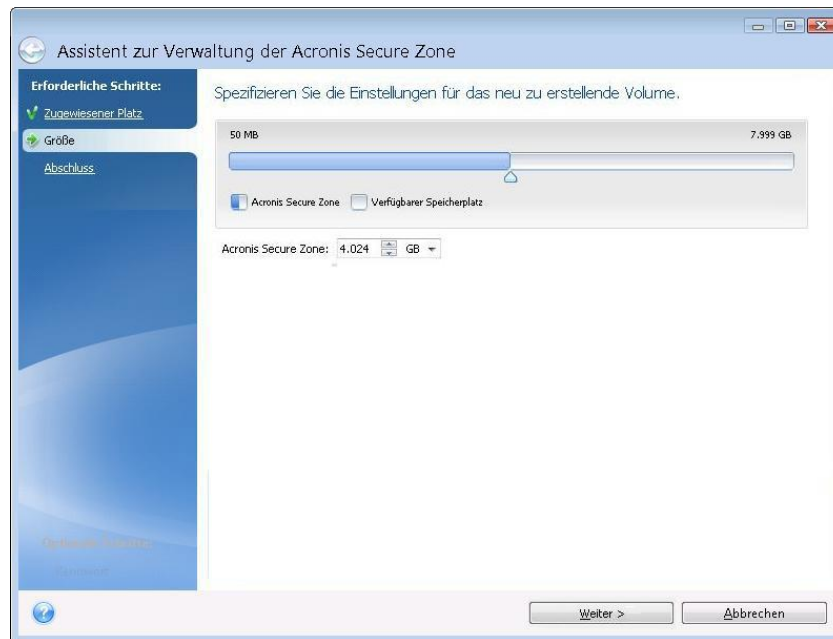 Assistent zur Verwaltung der Acronis Secure Zone
Erforderliche Schritte:
Zugewiesener Platz
Größe
Abschluss
Spezifizieren Sie die Einstellungen für das neu zu erstellende Volume.
50 MB 7.999 GB
Acronis Secure Zone Verfügbarer Speicherplatz
Acronis Secure Zone: 4.024 GB
Weiter > Abbrechen